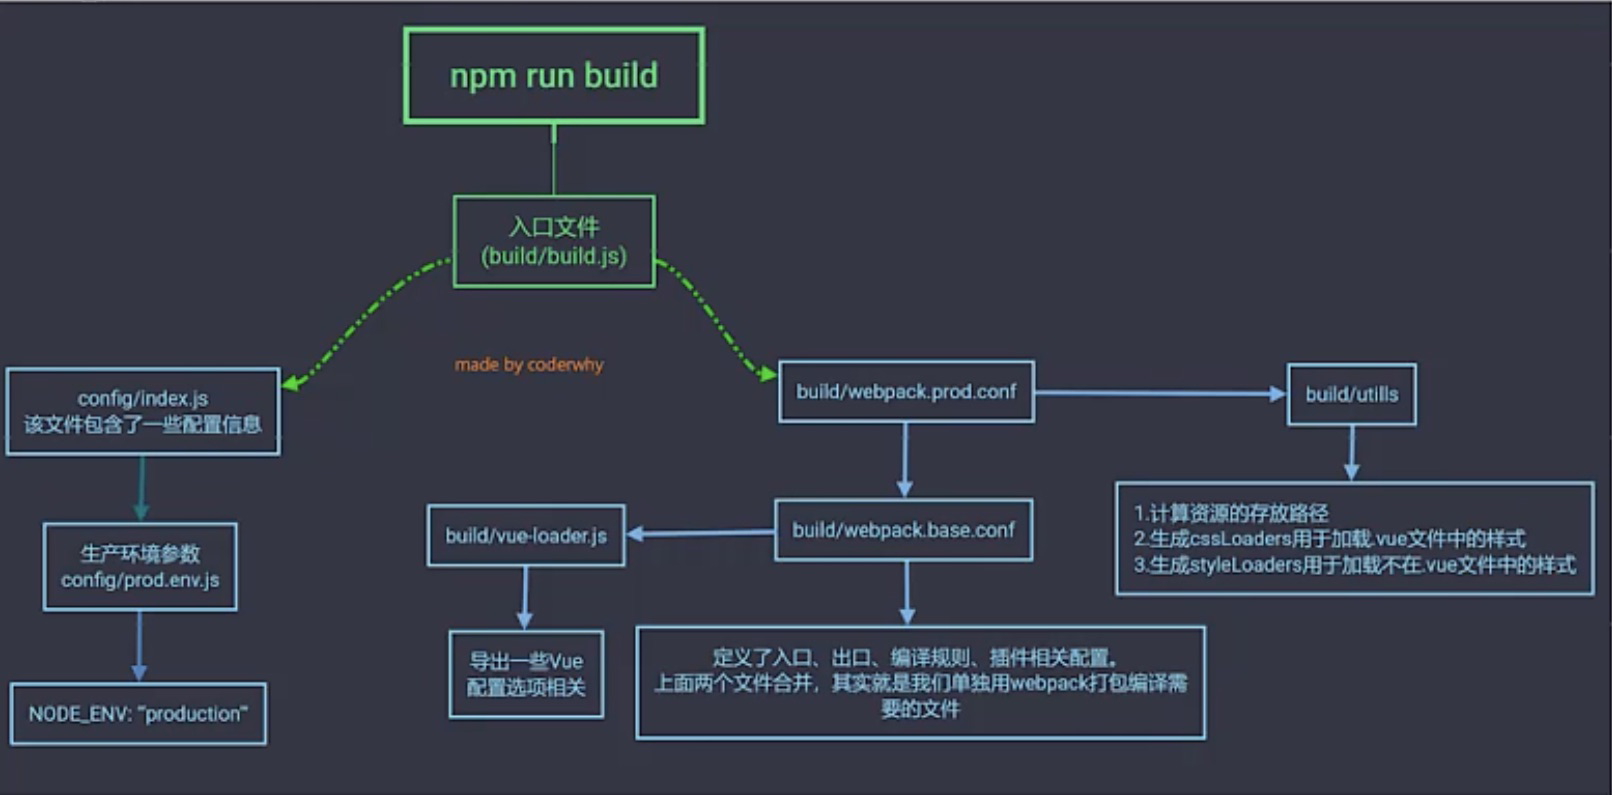 npm run build
入口文件
(build/build.js)
made by coderwhy
config/index.js
该文件包含了一些配置信息
build/webpack.prod.conf
build/utills
生产环境参数
config/prod.env.js
build/vue-loader.js
build/webpack.base.conf
1.计算资源的存放路径
2.生成cssLoaders用于加载.vue文件中的样式
3.生成styleLoaders用于加载不在.vue文件中的样式
NODE_ENV: '"production"'
导出一些Vue
配置选项相关
定义了入口、出口、编译规则、插件相关配置。
上面两个文件合并，其实就是我们单独用webpack打包编译需
要的文件